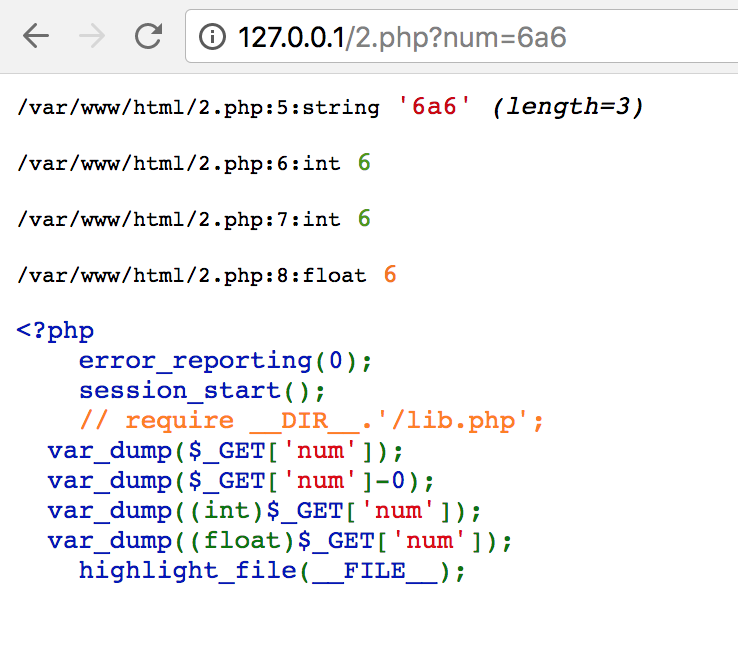 127.0.0.1/2.php?num=6a6
/var/www/html/2.php:5:string '6a6' (length=3)
/var/www/html/2.php:6:int 6
/var/www/html/2.php:7:int 6
/var/www/html/2.php:8:float 6
<?php
    error_reporting(0);
    session_start();
    // require __DIR__.'/lib.php';
  var_dump($_GET['num']);
  var_dump($_GET['num']-0);
  var_dump((int)$_GET['num']);
  var_dump((float)$_GET['num']);
    highlight_file(__FILE__);